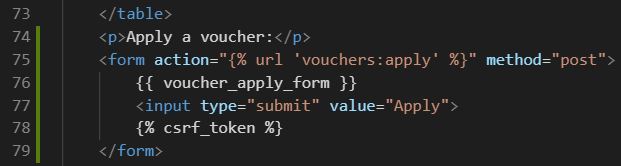 73 </table>
74 <p>Apply a voucher:</p>
75 <form action="{% url 'vouchers:apply' %}" method="post">
76 {{ voucher_apply_form }}
77 <input type="submit" value="Apply">
78 {% csrf_token %}
79 </form>